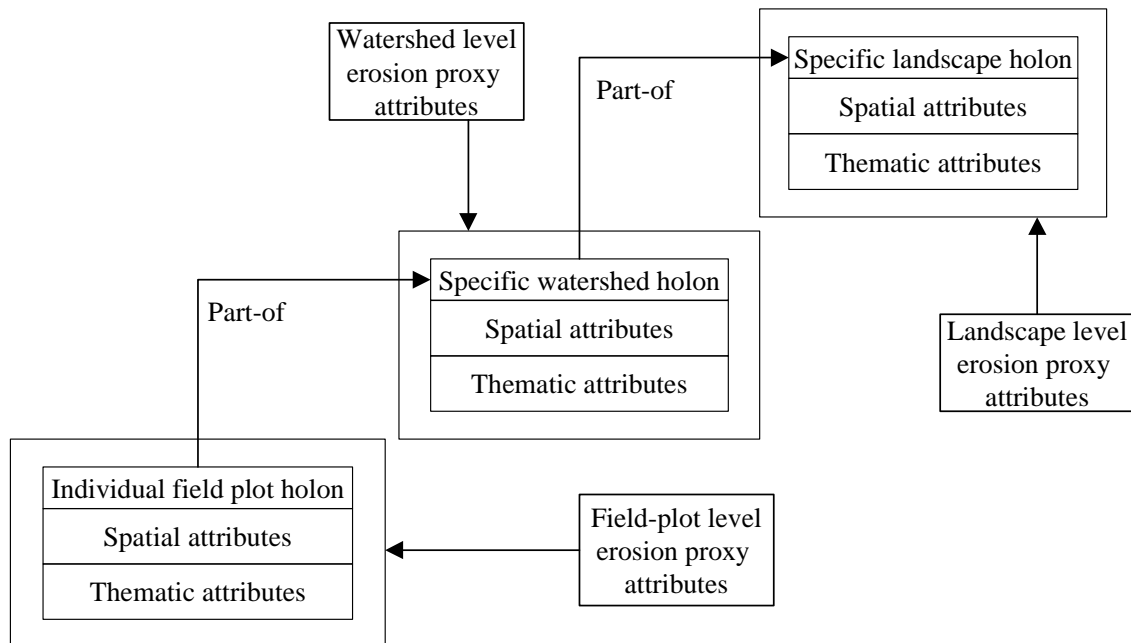 Watershed level
erosion proxy
attributes
Part-of
Specific landscape holon
Spatial attributes
Thematic attributes
Part-of
Specific watershed holon
Spatial attributes
Thematic attributes
Landscape level
erosion proxy
attributes
Individual field plot holon
Spatial attributes
Thematic attributes
Field-plot level
erosion proxy
attributes